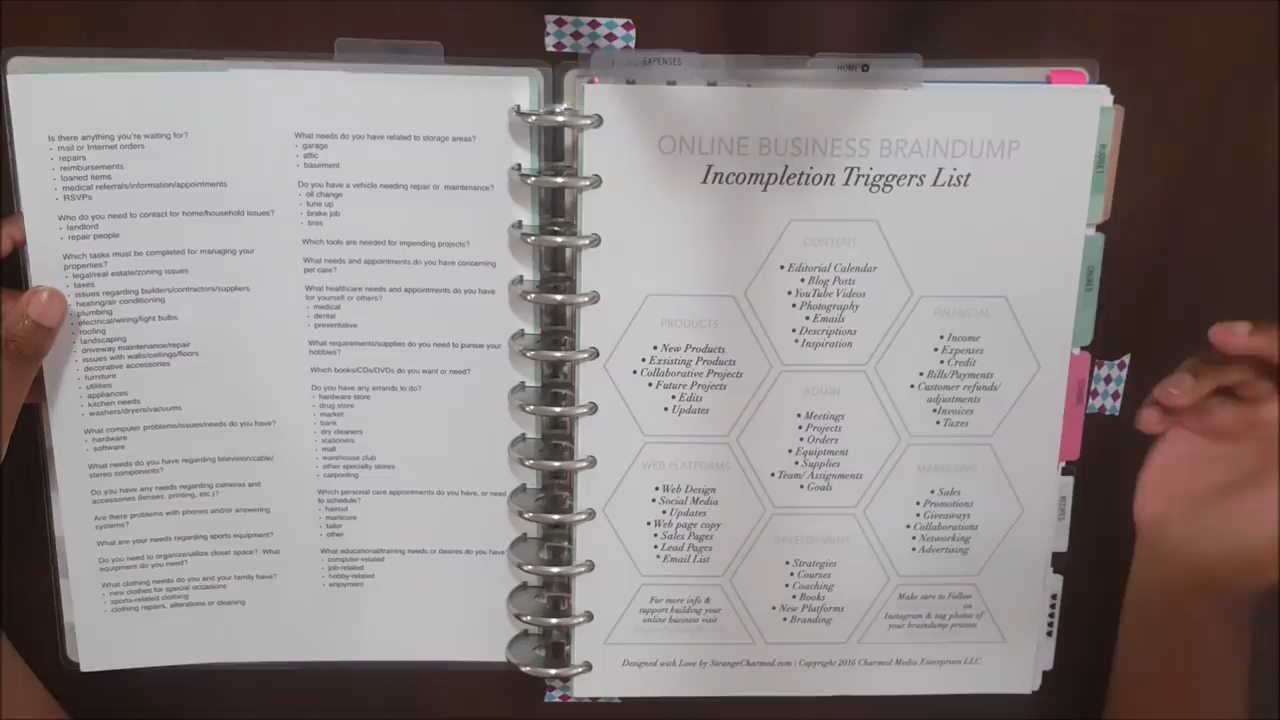 Is there anything you're waiting for?
• mail or Internet orders
• repairs
• reimbursements
• loaned items
• medical referrals/information/appointments
• RSVPs
Who do you need to contact for home/household issues?
• landlord
• repair people
Which tasks must be completed for managing your
properties?
• legal/real estate/zoning issues
• taxes
• issues regarding builders/contractors/suppliers
• heating/air conditioning
• plumbing
• electrical/wiring/light bulbs
• roofing
• landscaping
• driveway maintenance/repair
• issues with walls/ceilings/floors
• decorative accessories
• furniture
• utilities
• appliances
• kitchen needs
• washers/dryers/vacuums
What computer problems/issues/needs do you have?
• hardware
• software
What needs do you have regarding television/cable/
stereo components?
Do you have any needs regarding cameras and
accessories (lenses, printing, etc.)?
Are there problems with phones and/or answering
systems?
What are your needs regarding sports equipment?
Do you need to organize/utilize closet space? What
equipment do you need?
What clothing needs do you and your family have?
• new clothes for special occasions
• sports-related clothing
• clothing repairs, alterations or cleaning
What needs do you have related to storage areas?
• garage
• attic
• basement
Do you have a vehicle needing repair or maintenance?
• oil change
• tune up
• brake job
• tires
Which tools are needed for impending projects?
What needs and appointments do you have concerning
pet care?
What healthcare needs and appointments do you have
for yourself or others?
• medical
• dental
• preventative
What requirements/supplies do you need to pursue your
hobbies?
Which books/CDs/DVDs do you want or need?
Do you have any errands to do?
• hardware store
• drug store
• market
• bank
• dry cleaners
• stationers
• mall
• warehouse club
• other specialty stores
• carpooling
Which personal care appointments do you have, or need
to schedule?
• haircut
• manicure
• tailor
• other
What educational/training needs or desires do you have
• computer-related
• job-related
• hobby-related
• enjoyment
EXPENSES
HOME
ONLINE BUSINESS BRAINDUMP
Incompletion Triggers List
CONTENT
• Editorial Calendar
• Blog Posts
• YouTube Videos
• Photography
• Emails
• Descriptions
• Inspiration
PRODUCTS
• New Products
• Exsisting Products
• Collaborative Projects
• Future Projects
• Edits
• Updates
FINANCIAL
• Income
• Expenses
• Credit
• Bills/Payments
• Customer refunds/
adjustments
•Invoices
• Taxes
ADMIN
• Meetings
• Projects
• Orders
• Equiptment
• Supplies
• Team/ Assignments
• Goals
WEB PLATFORMS
• Web Design
• Social Media
• Updates
• Web page copy
• Sales Pages
• Lead Pages
• Email List
MARKETING
• Sales
• Promotions
• Giveaways
• Collaborations
• Networking
• Advertising
DEVELOPMENT
• Strategies
• Courses
• Coaching
• Books
• New Platforms
• Branding
For more info &
support building your
online business visit
Make sure to Follow
on
Instagram & tag photos of
your braindump process
Designed with Love by StrangeCharmed.com | Copyright 2016 Charmed Media Enterprises LLC
BUDGET
CHORES
RECIPES